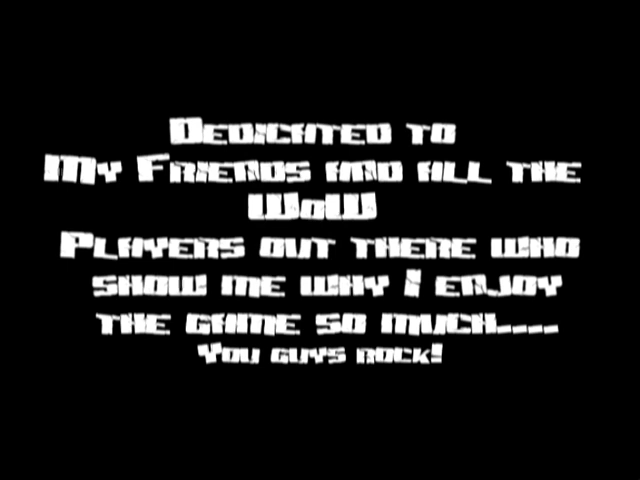 Dedicated to
My Friends and all the
WoW
Players out there who
show me why I enjoy
the game so much....
You guys rock!